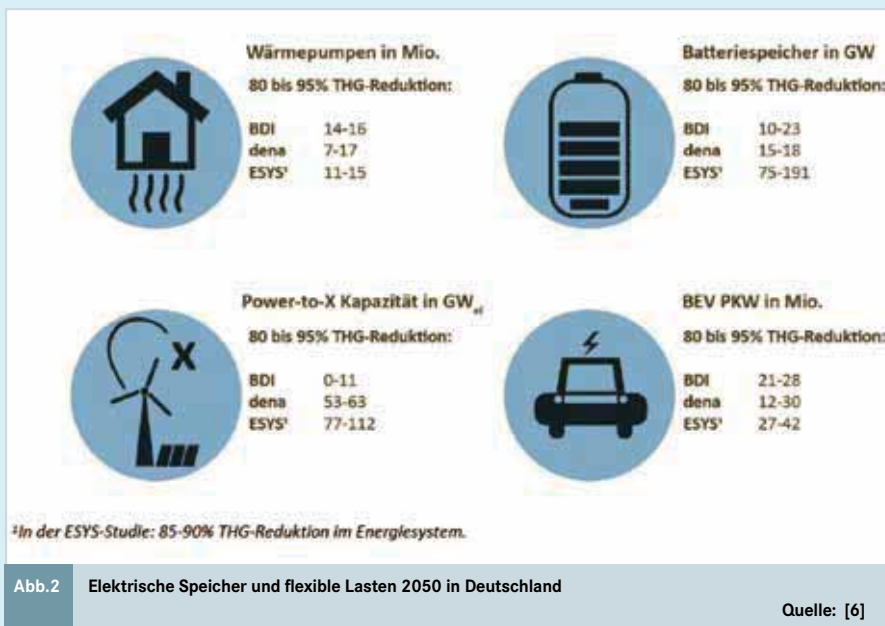 Wärmepumpen in Mio.
80 bis 95% THG-Reduktion:
BDI 14-16
dena 7-17
ESYS¹ 11-15
Batteriespeicher in GW
80 bis 95% THG-Reduktion:
BDI 10-23
dena 15-18
ESYS¹ 75-191
Power-to-X Kapazität in GWel
80 bis 95% THG-Reduktion:
BDI 0-11
dena 53-63
ESYS¹ 77-112
X
BEV PKW in Mio.
80 bis 95% THG-Reduktion:
BDI 21-28
dena 12-30
ESYS¹ 27-42
¹In der ESYS-Studie: 85-90% THG-Reduktion im Energiesystem.
Abb.2 Elektrische Speicher und flexible Lasten 2050 in Deutschland
Quelle: [6]